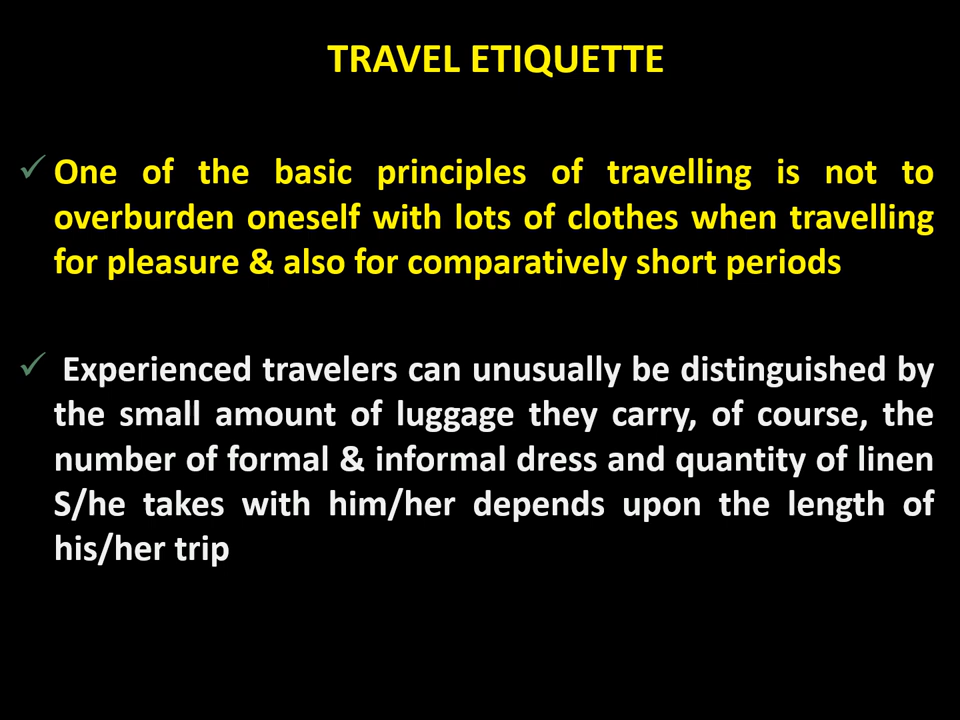 TRAVEL ETIQUETTE
✓ One of the basic principles of travelling is not to
overburden oneself with lots of clothes when travelling
for pleasure & also for comparatively short periods
✓ Experienced travelers can unusually be distinguished by
the small amount of luggage they carry, of course, the
number of formal & informal dress and quantity of linen
S/he takes with him/her depends upon the length of
his/her trip